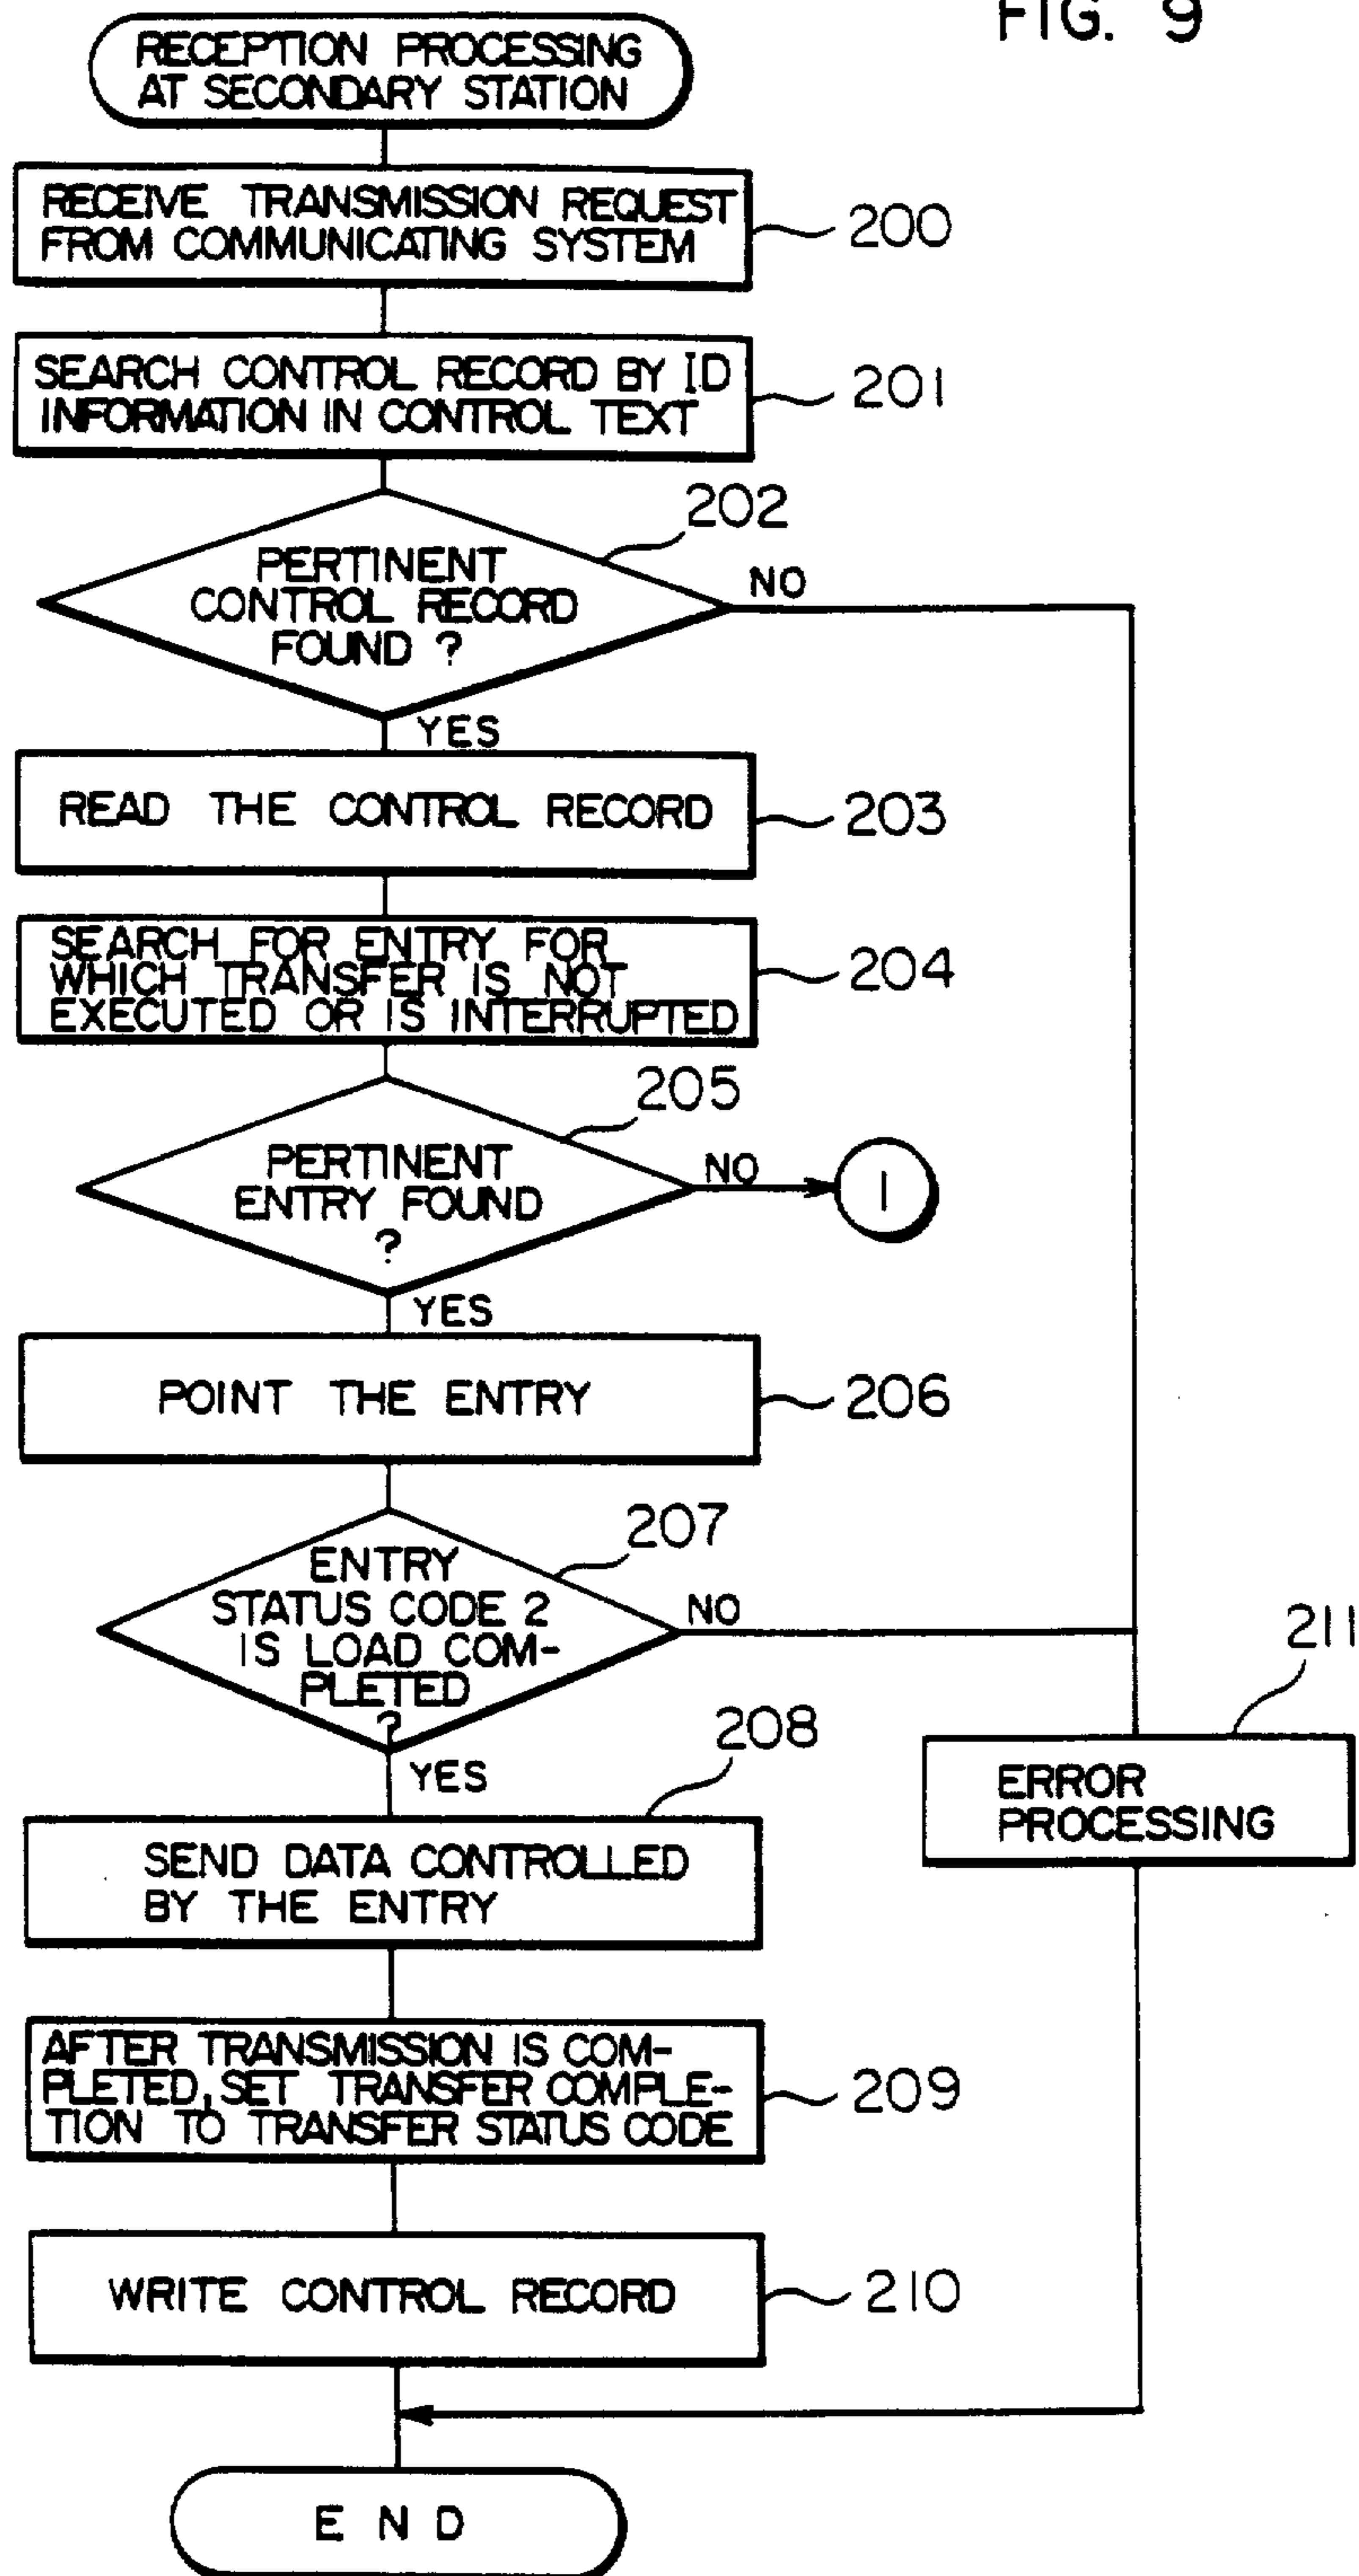 FIG. 9
RECEPTION PROCESSING
AT SECONDARY STATION
RECEIVE TRANSMISSION REQUEST
FROM COMMUNICATING SYSTEM
200
SEARCH CONTROL RECORD BY ID
INFORMATION IN CONTROL TEXT
201
202
PERTINENT
CONTROL RECORD
FOUND ?
NO
YES
READ THE CONTROL RECORD
203
SEARCH FOR ENTRY FOR
WHICH TRANSFER IS NOT
EXECUTED OR IS INTERRUPTED
204
205
PERTINENT
ENTRY FOUND
?
NO
1
YES
POINT THE ENTRY
206
207
ENTRY
STATUS CODE 2
IS LOAD COM-
PLETED
?
NO
YES
211
ERROR
PROCESSING
208
SEND DATA CONTROLLED
BY THE ENTRY
AFTER TRANSMISSION IS COM-
PLETED, SET TRANSFER COMPLE-
TION TO TRANSFER STATUS CODE
209
WRITE CONTROL RECORD
210
END